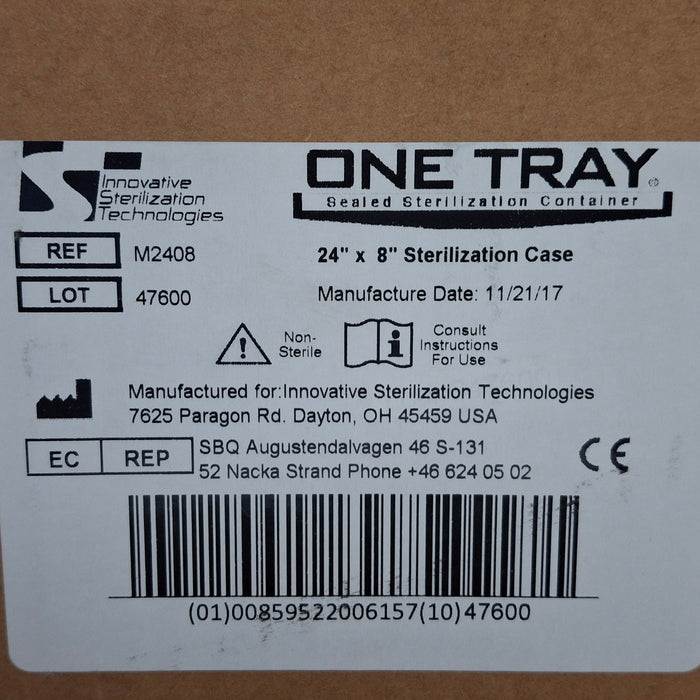 Innovative
Sterilization
Technologies
ONE TRAY®
Sealed Sterilization Container
REF M2408
24" x 8" Sterilization Case
LOT 47600
Manufacture Date: 11/21/17
Non-
Sterile
i
Consult
Instructions
For Use
Manufactured for:Innovative Sterilization Technologies
7625 Paragon Rd. Dayton, OH 45459 USA
EC REP
SBQ Augustendalvagen 46 S-131
52 Nacka Strand Phone +46 624 05 02
CE
(01)00859522006157(10)47600